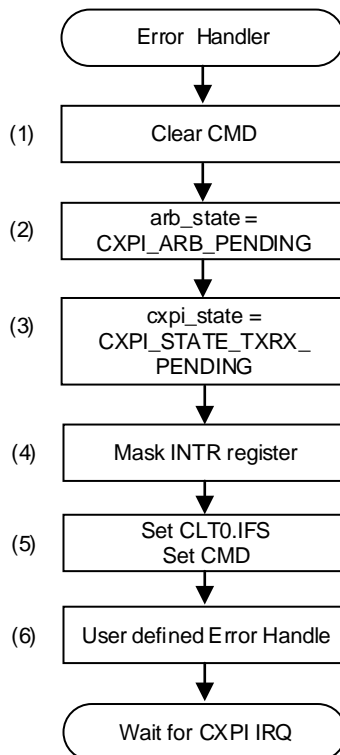 Error Handler
(1) Clear CMD
(2) arb_state =
CXPI_ARB_PENDING
(3) cxpi_state =
CXPI_STATE_TXRX_
PENDING
(4) Mask INTR register
(5) Set CLT0.IFS
Set CMD
(6) User defined Error Handle
Wait for CXPI IRQ